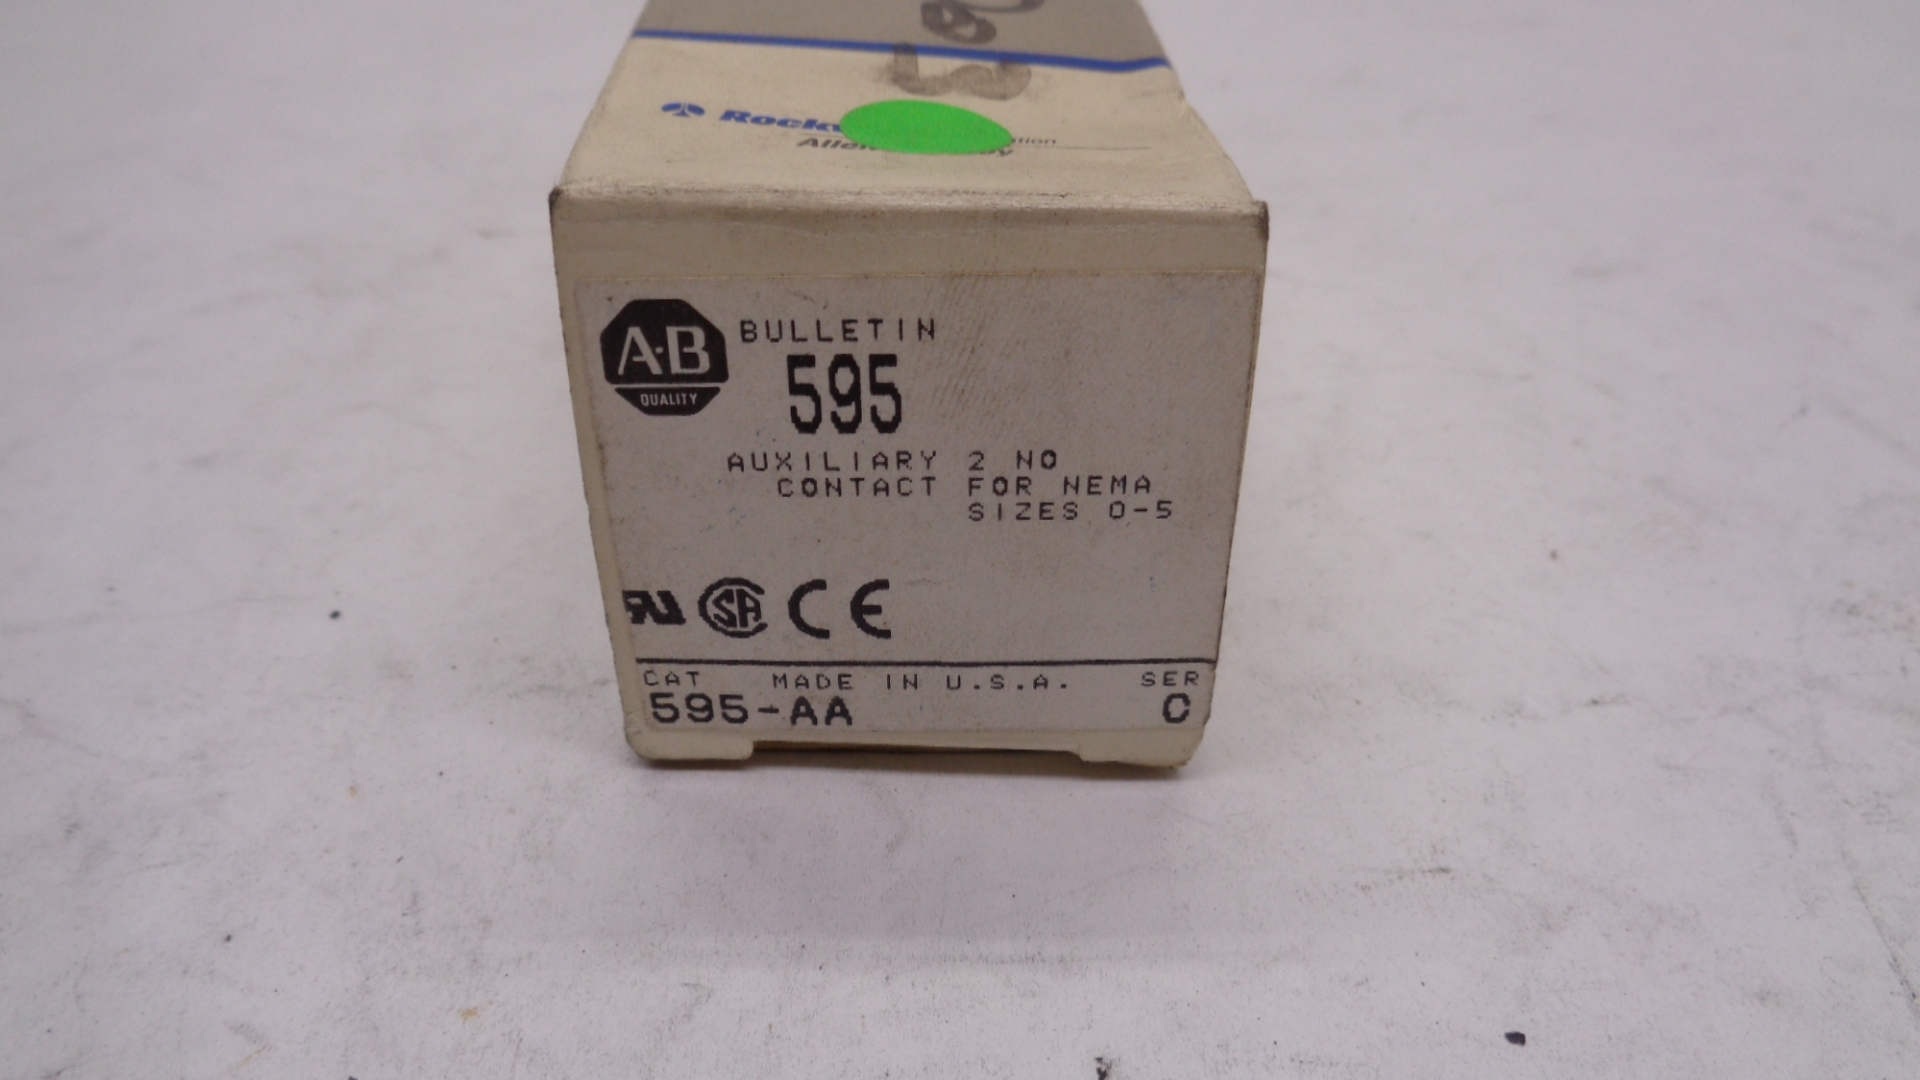 A-B
QUALITY
BULLETIN
595
AUXILIARY 2 NO
CONTACT FOR NEMA
SIZES 0-5
CE
CAT MADE IN U.S.A. SER
595-AA C